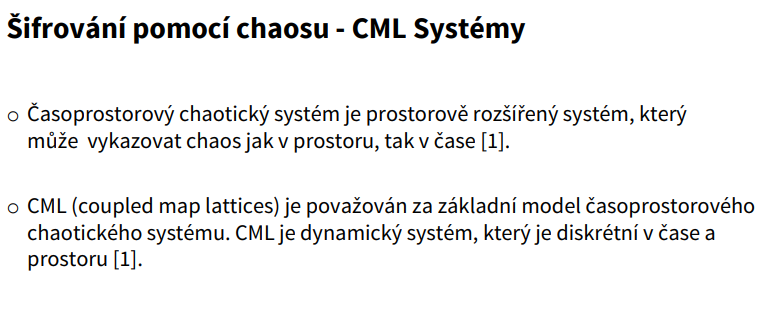 Šifrování pomocí chaosu - CML Systémy
○ Časoprostorový chaotický systém je prostorově rozšířený systém, který
může vykazovat chaos jak v prostoru, tak v čase [1].
○ CML (coupled map lattices) je považován za základní model časoprostorového
chaotického systému. CML je dynamický systém, který je diskrétní v čase a
prostoru [1].